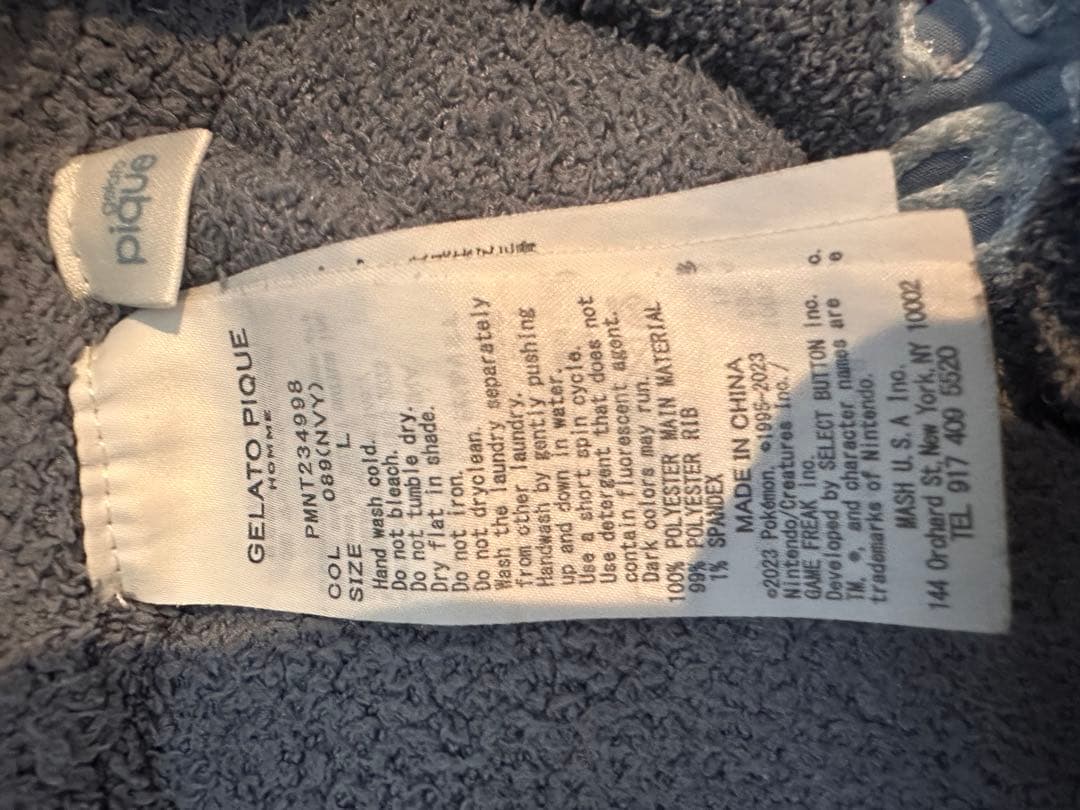 pique
GELATO PIQUE
HOMME
PMNT234998
COL 089(NVY)
SIZE L
Hand wash cold.
Do not bleach.
Do not tumble dry.
Dry flat in shade.
Do not iron.
Do not dryclean.
Wash the laundry separately
from other laundry.
Handwash by gently pushing
up and down in water.
Use a short spin cycle.
Use detergent that does not
contain fluorescent agent.
Dark colors may run.
100% POLYESTER MAIN MATERIAL
99% POLYESTER RIB
1% SPANDEX
MADE IN CHINA
©2023 Pokémon. ©1995-2023
Nintendo/Creatures Inc./
GAME FREAK inc.
Developed by SELECT BUTTON inc.
TM, ®, and character names are
trademarks of Nintendo.
MASH U.S.A Inc.
144 Orchard St, New York, NY 1002
TEL 917 409 5520